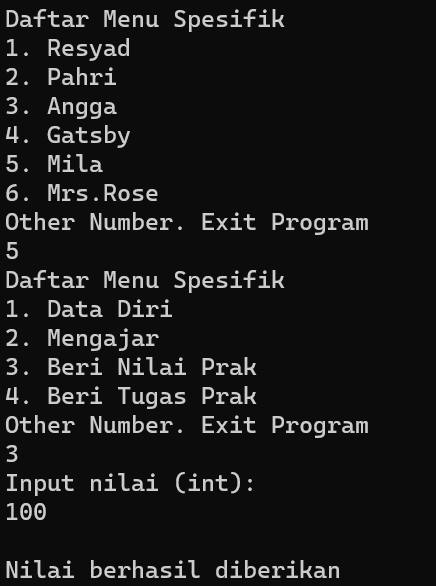 Daftar Menu Spesifik
1. Resyad
2. Pahri
3. Angga
4. Gatsby
5. Mila
6. Mrs.Rose
Other Number. Exit Program
5
Daftar Menu Spesifik
1. Data Diri
2. Mengajar
3. Beri Nilai Prak
4. Beri Tugas Prak
Other Number. Exit Program
3
Input nilai (int):
100
Nilai berhasil diberikan